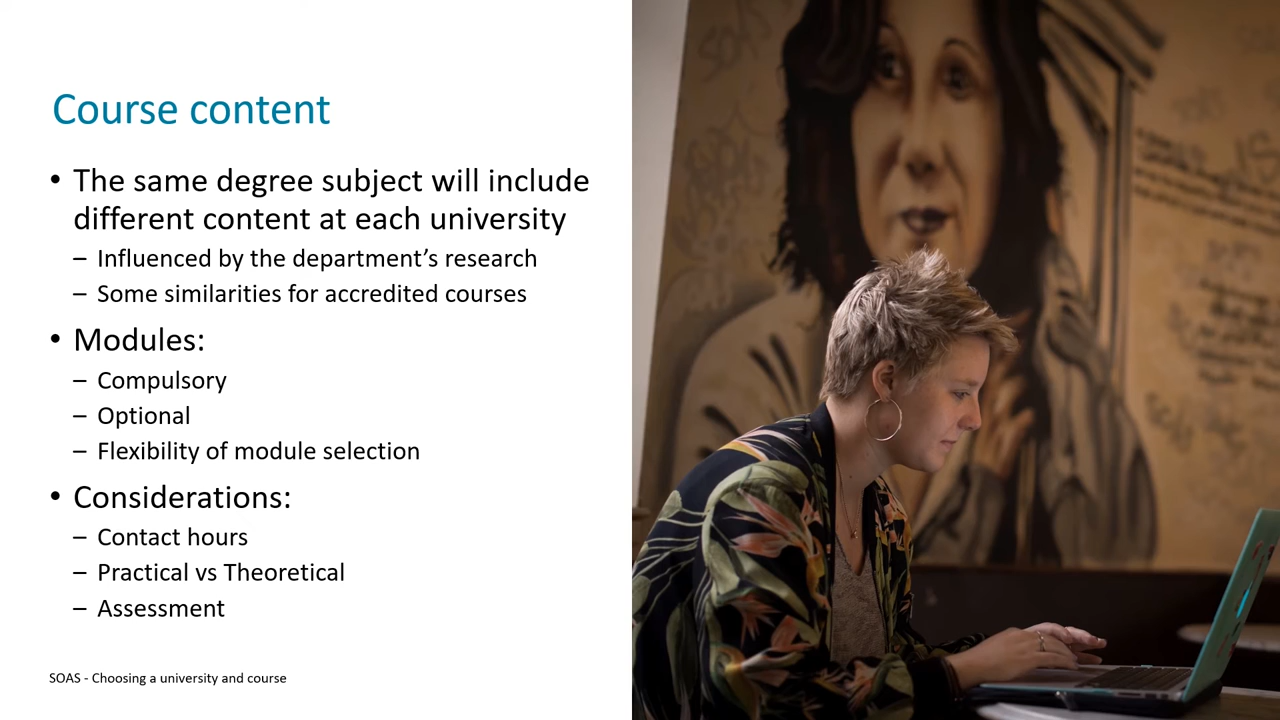 Course content
• The same degree subject will include
different content at each university
– Influenced by the department’s research
– Some similarities for accredited courses
• Modules:
– Compulsory
– Optional
– Flexibility of module selection
• Considerations:
– Contact hours
– Practical vs Theoretical
– Assessment
SOAS - Choosing a university and course